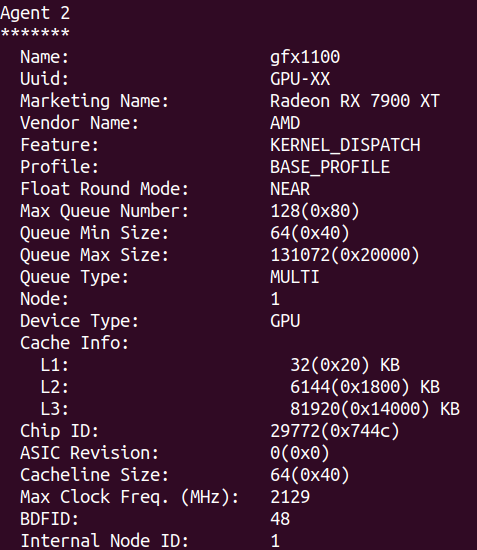 Agent 2
*******
Name: gfx1100
Uuid: GPU-XX
Marketing Name: Radeon RX 7900 XT
Vendor Name: AMD
Feature: KERNEL_DISPATCH
Profile: BASE_PROFILE
Float Round Mode: NEAR
Max Queue Number: 128(0x80)
Queue Min Size: 64(0x40)
Queue Max Size: 131072(0x20000)
Queue Type: MULTI
Node: 1
Device Type: GPU
Cache Info:
L1: 32(0x20) KB
L2: 6144(0x1800) KB
L3: 81920(0x14000) KB
Chip ID: 29772(0x744c)
ASIC Revision: 0(0x0)
Cacheline Size: 64(0x40)
Max Clock Freq. (MHz): 2129
BDFID: 48
Internal Node ID: 1